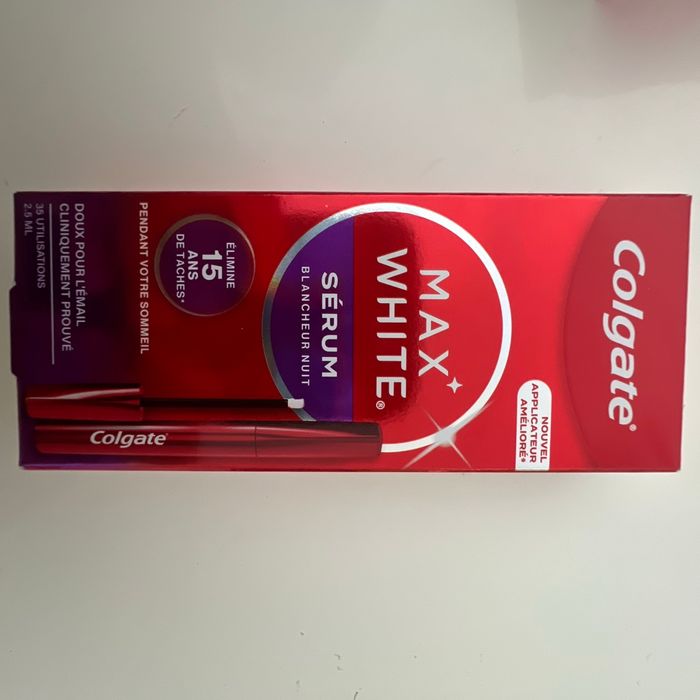 Colgate®
NOUVEL
APPLICATEUR
AMÉLIORÉ*
MAX
WHITE®
SÉRUM
BLANCHEUR NUIT
ÉLIMINE
15
ANS
DE TACHES*
PENDANT VOTRE SOMMEIL
DOUX POUR L'ÉMAIL
CLINIQUEMENT PROUVÉ
35 UTILISATIONS
2.5 ML
Colgate®